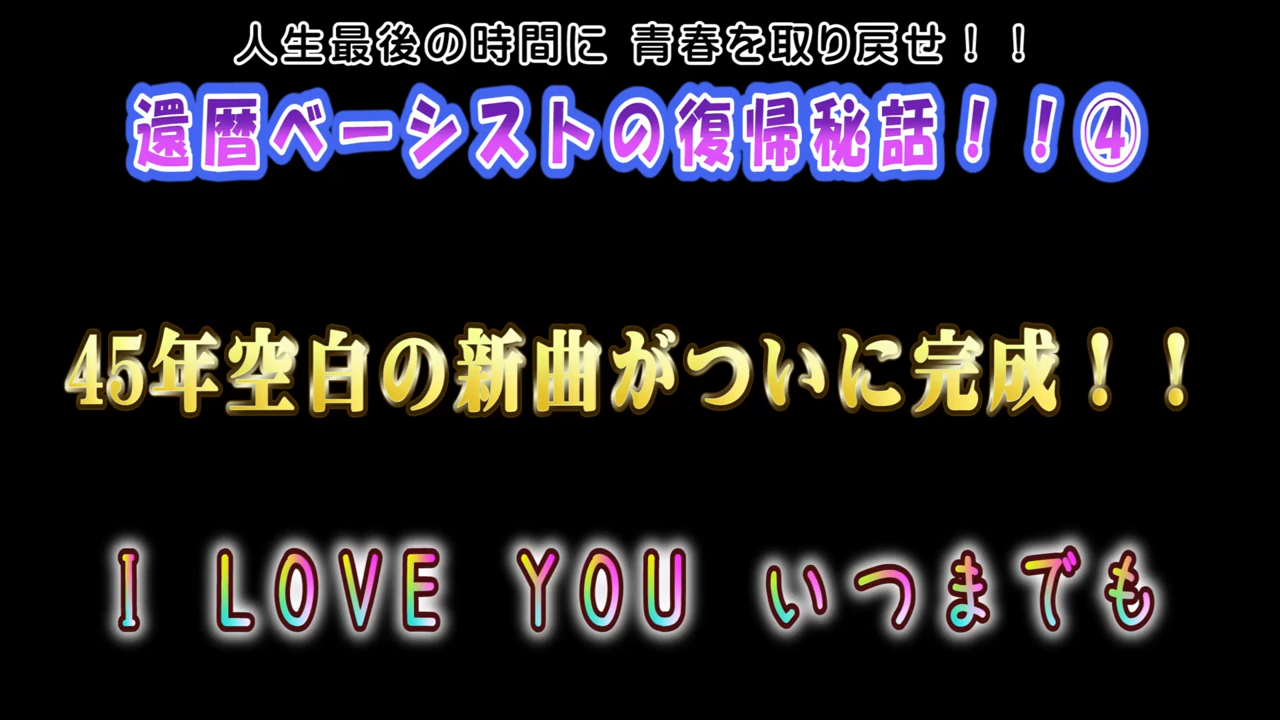 人生最後の時間に 青春を取り戻せ！！
還暦ベーシストの復帰秘話！！④
45年空白の新曲がついに完成！！
I LOVE YOU いつまでも